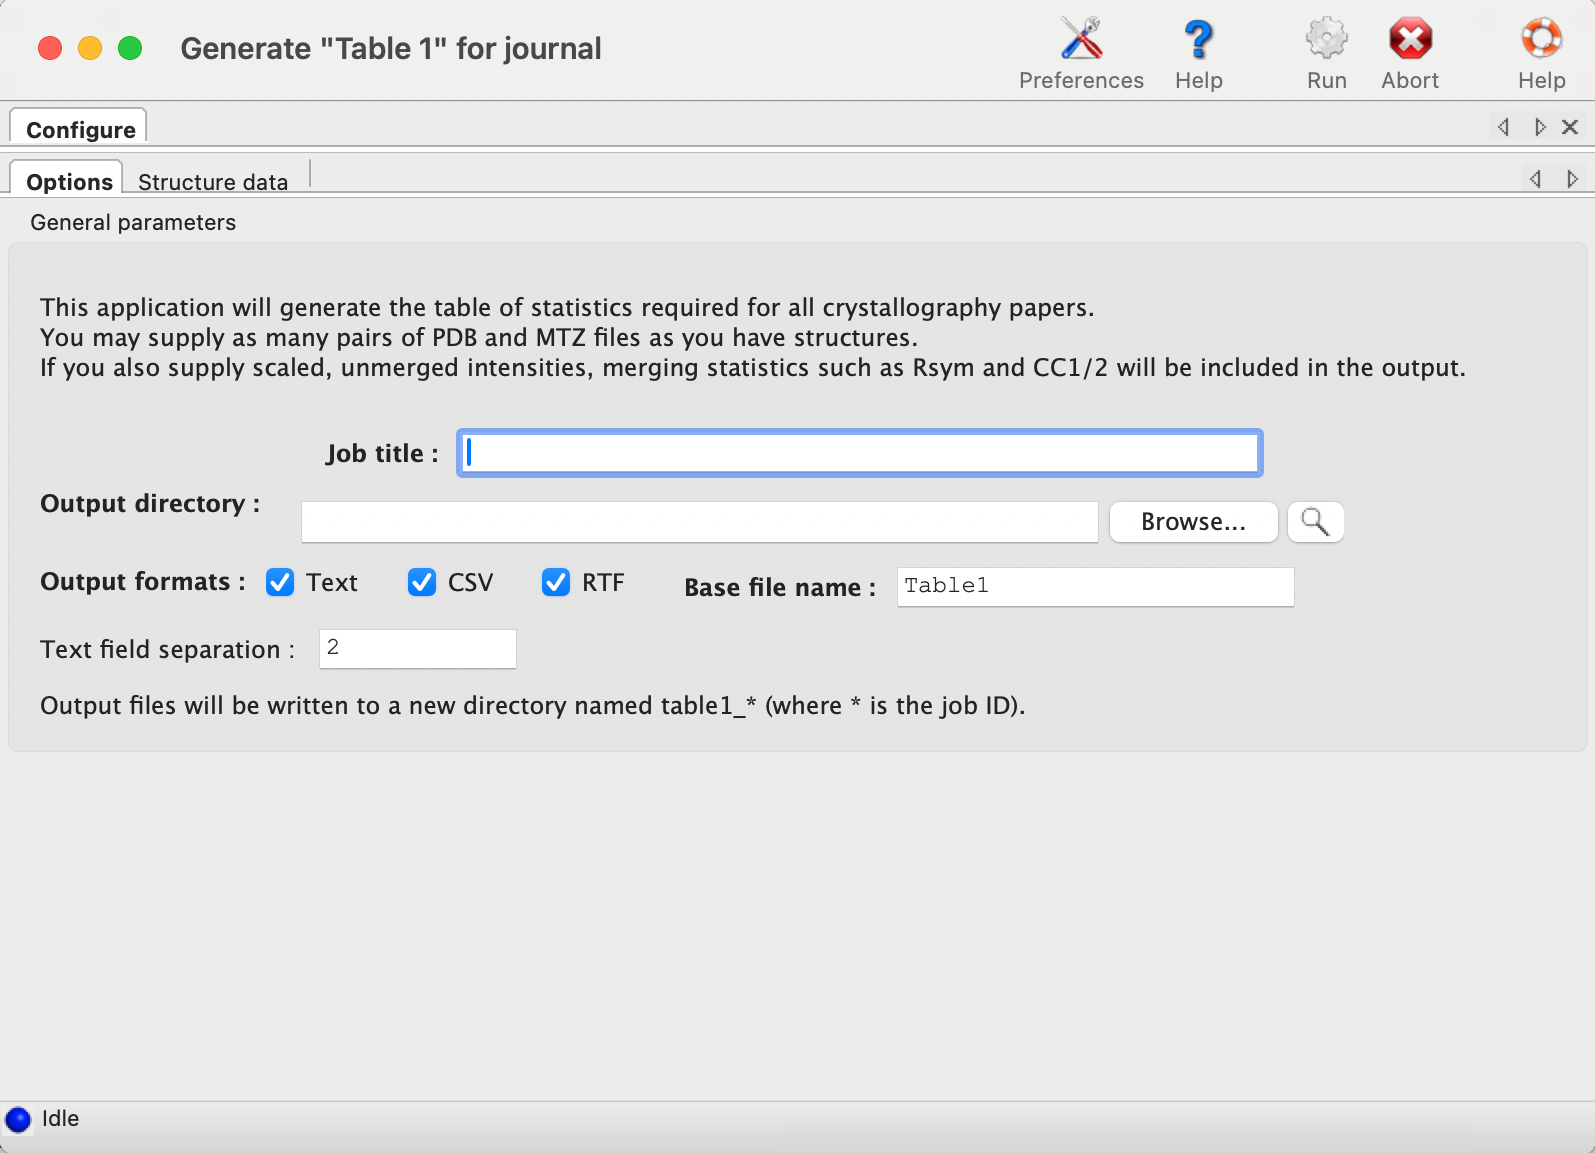 Generate "Table 1" for journal
Preferences Help Run Abort Help
Configure
Options Structure data
General parameters
This application will generate the table of statistics required for all crystallography papers.
You may supply as many pairs of PDB and MTZ files as you have structures.
If you also supply scaled, unmerged intensities, merging statistics such as Rsym and CC1/2 will be included in the output.
Job title :
Output directory : Browse...
Output formats : Text CSV RTF Base file name : Table1
Text field separation : 2
Output files will be written to a new directory named table1_* (where * is the job ID).
Idle